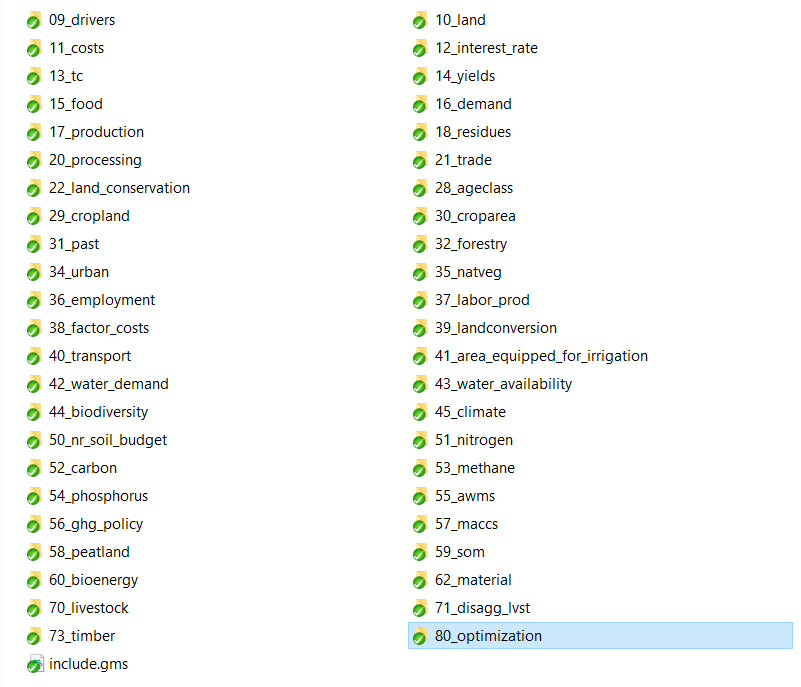 09_drivers
10_land
11_costs
12_interest_rate
13_tc
14_yields
15_food
16_demand
17_production
18_residues
20_processing
21_trade
22_land_conservation
28_ageclass
29_cropland
30_croparea
31_past
32_forestry
34_urban
35_natveg
36_employment
37_labor_prod
38_factor_costs
39_landconversion
40_transport
41_area_equipped_for_irrigation
42_water_demand
43_water_availability
44_biodiversity
45_climate
50_nr_soil_budget
51_nitrogen
52_carbon
53_methane
54_phosphorus
55_awms
56_ghg_policy
57_maccs
58_peatland
59_som
60_bioenergy
62_material
70_livestock
71_disagg_lvst
73_timber
80_optimization
include.gms